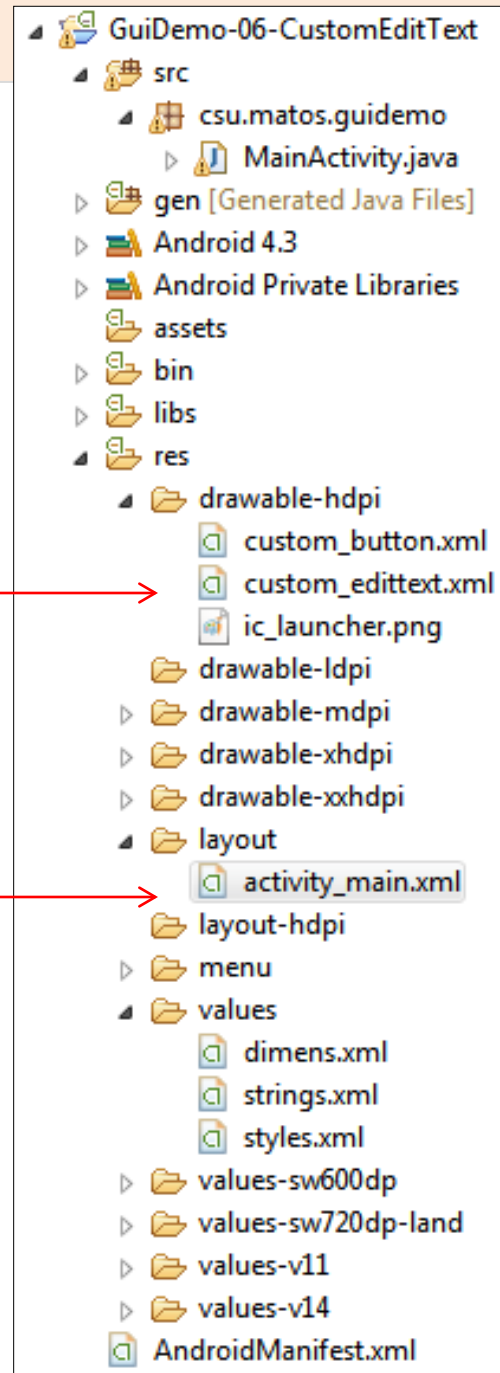 GuiDemo-06-CustomEditText
src
csu.matos.guidemo
MainActivity.java
gen [Generated Java Files]
Android 4.3
Android Private Libraries
assets
bin
libs
res
drawable-hdpi
custom_button.xml
custom_edittext.xml
ic_launcher.png
drawable-ldpi
drawable-mdpi
drawable-xhdpi
drawable-xxhdpi
layout
activity_main.xml
layout-hdpi
menu
values
dimens.xml
strings.xml
styles.xml
values-sw600dp
values-sw720dp-land
values-v11
values-v14
AndroidManifest.xml